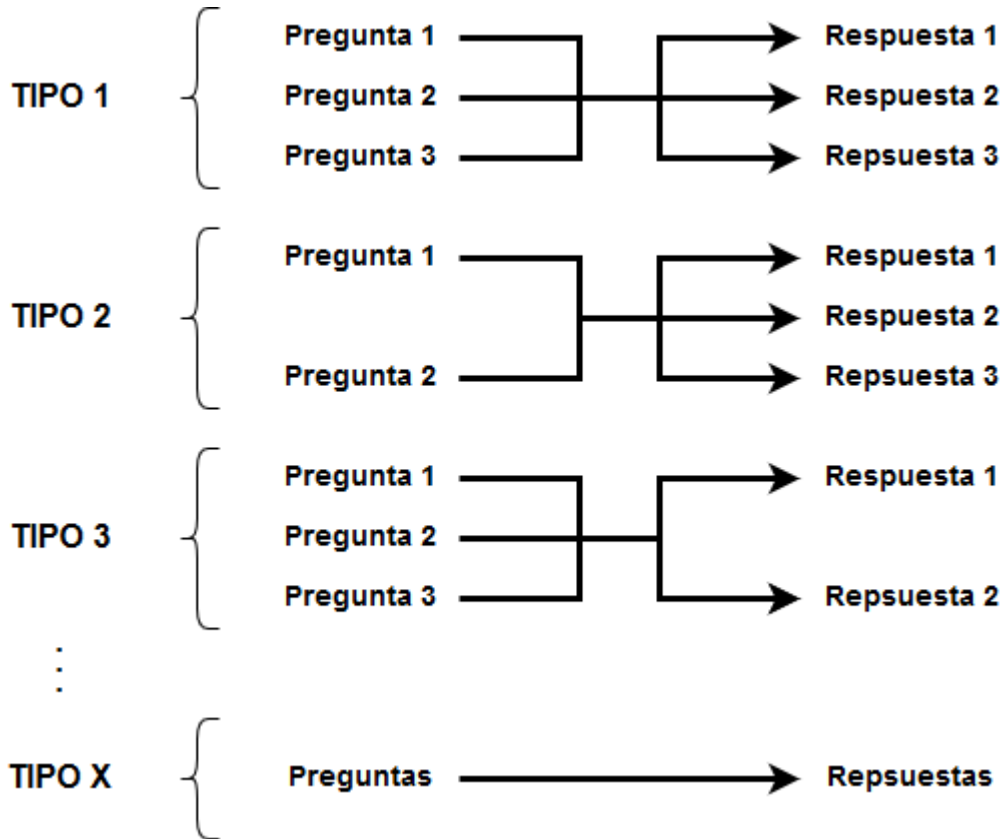 TIPO 1
Pregunta 1
Respuesta 1
Pregunta 2
Respuesta 2
Pregunta 3
Repsuesta 3
TIPO 2
Pregunta 1
Respuesta 1
Respuesta 2
Pregunta 2
Repsuesta 3
TIPO 3
Pregunta 1
Respuesta 1
Pregunta 2
Pregunta 3
Repsuesta 2
TIPO X
Preguntas
Repsuestas